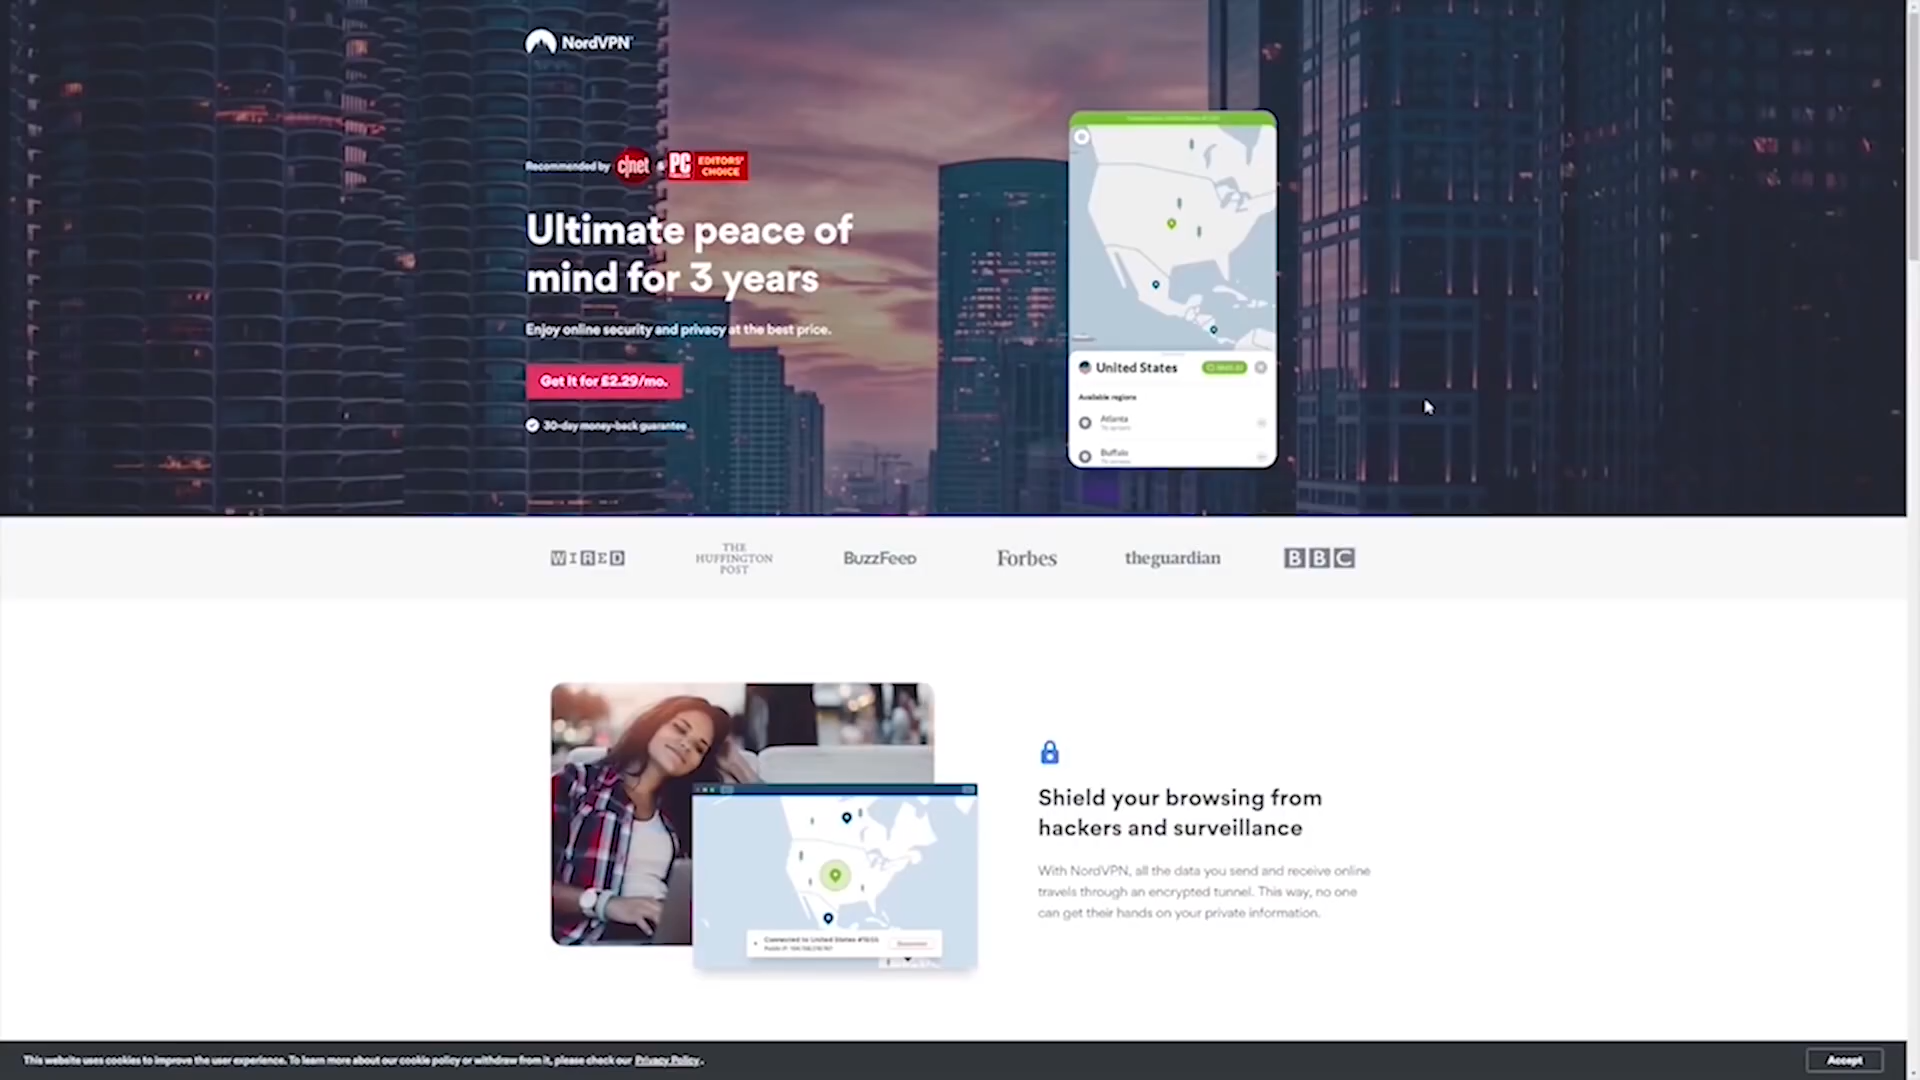 NordVPN
Recommended by c|net & PC EDITORS' CHOICE
Ultimate peace of
mind for 3 years
Enjoy online security and privacy at the best price.
Get it for £2.29/mo.
30-day money-back guarantee
United States
Available regions
Atlanta
Buffalo
WIRED
THE
HUFFINGTON
POST
BuzzFeed
Forbes
theguardian
BBC
Shield your browsing from
hackers and surveillance
With NordVPN, all the data you send and receive online
travels through an encrypted tunnel. This way, no one
can get their hands on your private information.
Connected to United States
This website uses cookies to improve the user experience. To learn more about our cookie policy or withdraw from it, please check our Privacy Policy.
Accept